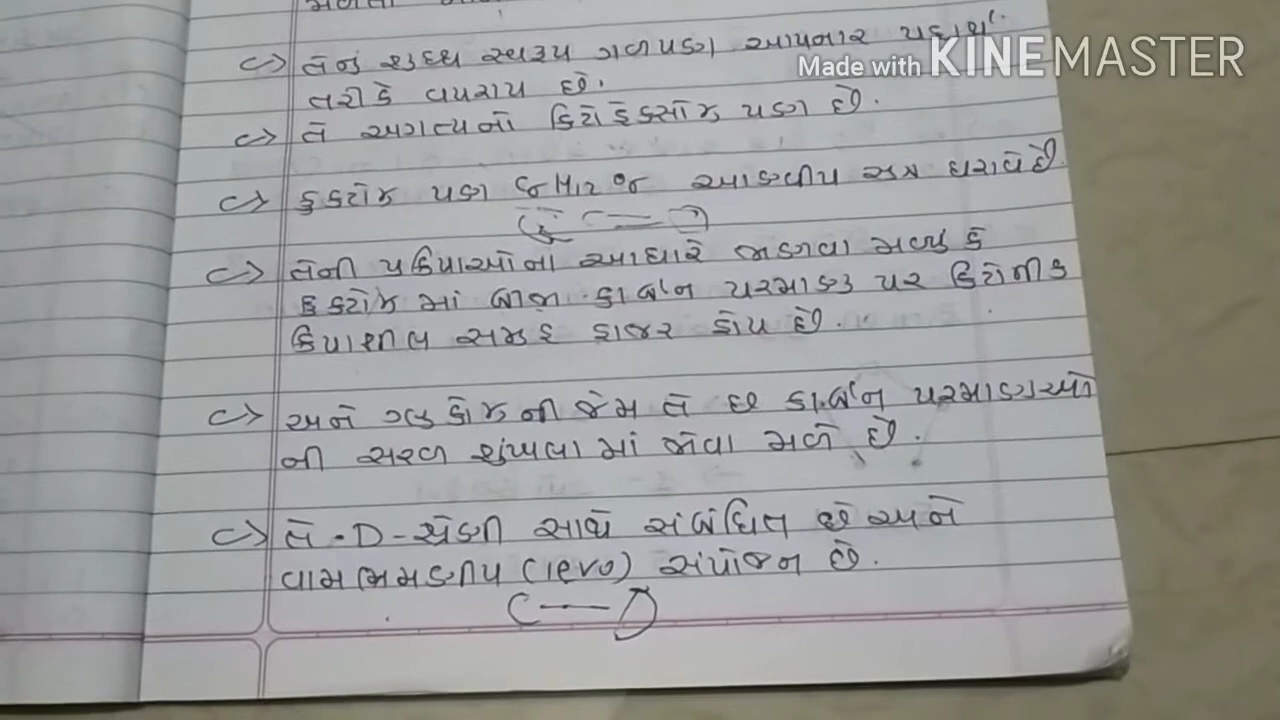 Made with KINEMASTER
c-> તેનું શુદ્ધ સ્વરૂપ ગળપણ આપનાર પદાર્થ
તરીકે વપરાય છે.
c-> તે અગત્યનો કિટોહેક્સોઝ પણ છે.
c-> ફ્રુક્ટોઝ પણ C6H12O6 આણ્વીય સૂત્ર ધરાવે છે
c-> તેની પ્રક્રિયાઓના આધારે જાણવા મળ્યું કે
ફ્રુક્ટોઝ માં બીજા કાર્બન પરમાણુ પર કિટોનીક
ક્રિયાશીલ સમૂહ હાજર હોય છે.
c-> અને ગ્લુકોઝ ની જેમ તે છ કાર્બન પરમાણુઓ
ની સરળ શૃંખલા માં જોવા મળે છે.
c-> તે D-શ્રેણી સાથે સંબંધિત છે અને
વામભ્રમણીય (levo) સંયોજન છે.